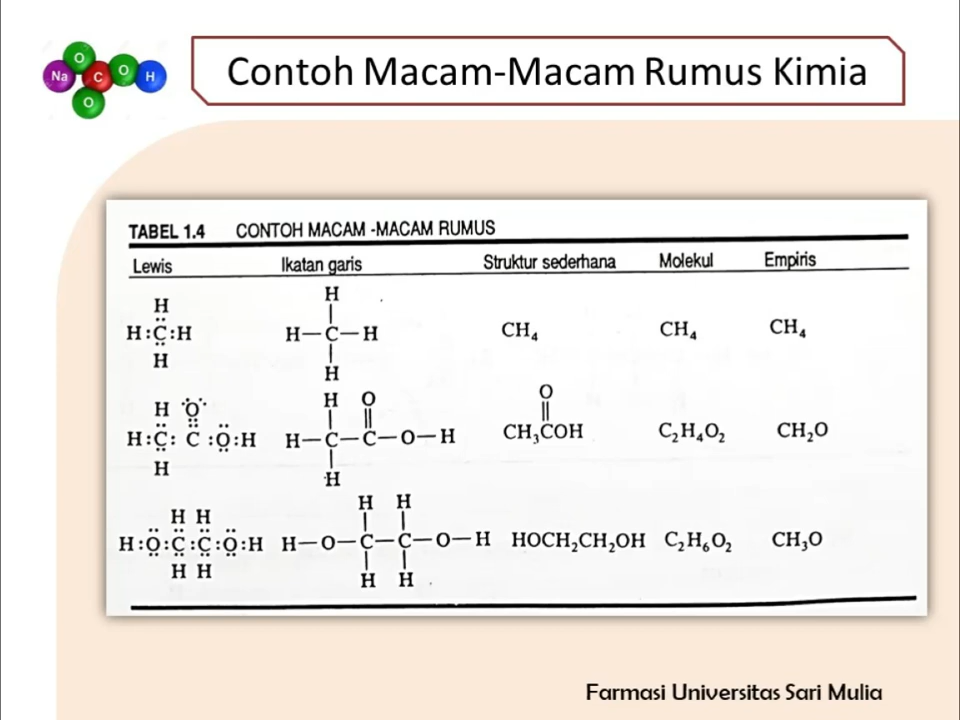 Na O C O H O
Contoh Macam-Macam Rumus Kimia
TABEL 1.4 CONTOH MACAM -MACAM RUMUS
Lewis Ikatan garis Struktur sederhana Molekul Empiris
H H
H:C:H H—C—H CH₄ CH₄ CH₄
H H
H O H O O
H:C: C :O:H H—C—C—O—H CH₃COH C₂H₄O₂ CH₂O
H H
H H H H
H:O:C:C:O:H H—O—C—C—O—H HOCH₂CH₂OH C₂H₆O₂ CH₃O
H H H H
Farmasi Universitas Sari Mulia